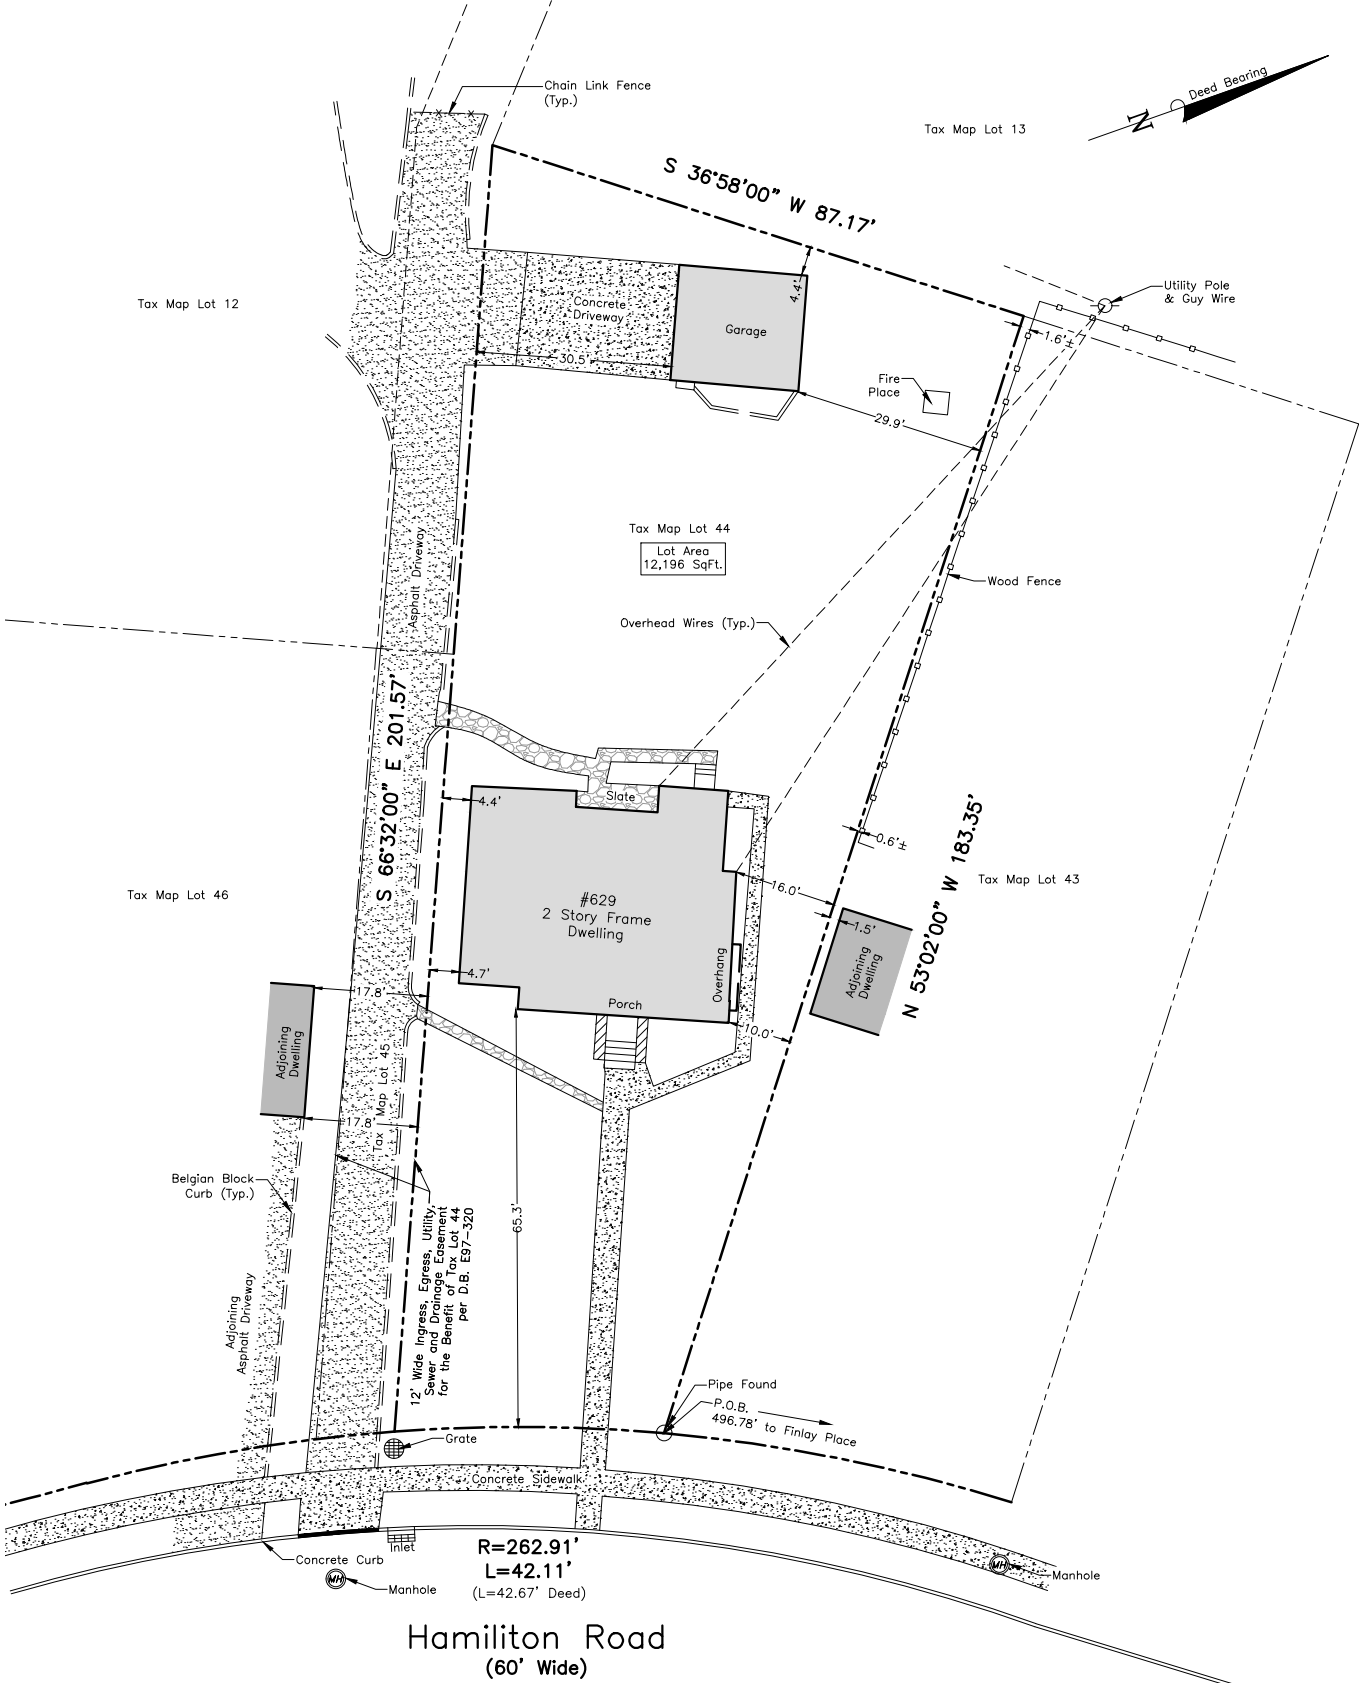 Chain Link Fence
(Typ.)
Deed Bearing
N
Tax Map Lot 13
S 36°58'00" W 87.17'
Utility Pole
& Guy Wire
Tax Map Lot 12
Concrete
Driveway
4.4'
Garage
1.6'±
30.5'
Fire
Place
29.9'
Tax Map Lot 44
Lot Area
12,196 SqFt.
Asphalt Driveway
Wood Fence
Overhead Wires (Typ.)
S 66°32'00" E 201.57'
4.4'
Slate
0.6'±
N 53°02'00" W 183.35'
Tax Map Lot 46
Tax Map Lot 43
16.0'
#629
2 Story Frame
Dwelling
1.5'
Adjoining
Dwelling
4.7'
Overhang
17.8'
Porch
10.0'
Adjoining
Dwelling
Tax Map Lot 45
17.8'
Belgian Block
Curb (Typ.)
65.3'
12' Wide Ingress, Egress, Utility,
Sewer and Drainage Easement
for the Benefit of Tax Lot 44
per D.B. E97-320
Adjoining
Asphalt Driveway
Pipe Found
P.O.B.
496.78' to Finlay Place
Grate
Concrete Sidewalk
Inlet
R=262.91'
L=42.11'
(L=42.67' Deed)
Concrete Curb
MH
Manhole
MH
Manhole
Hamiliton Road
(60' Wide)